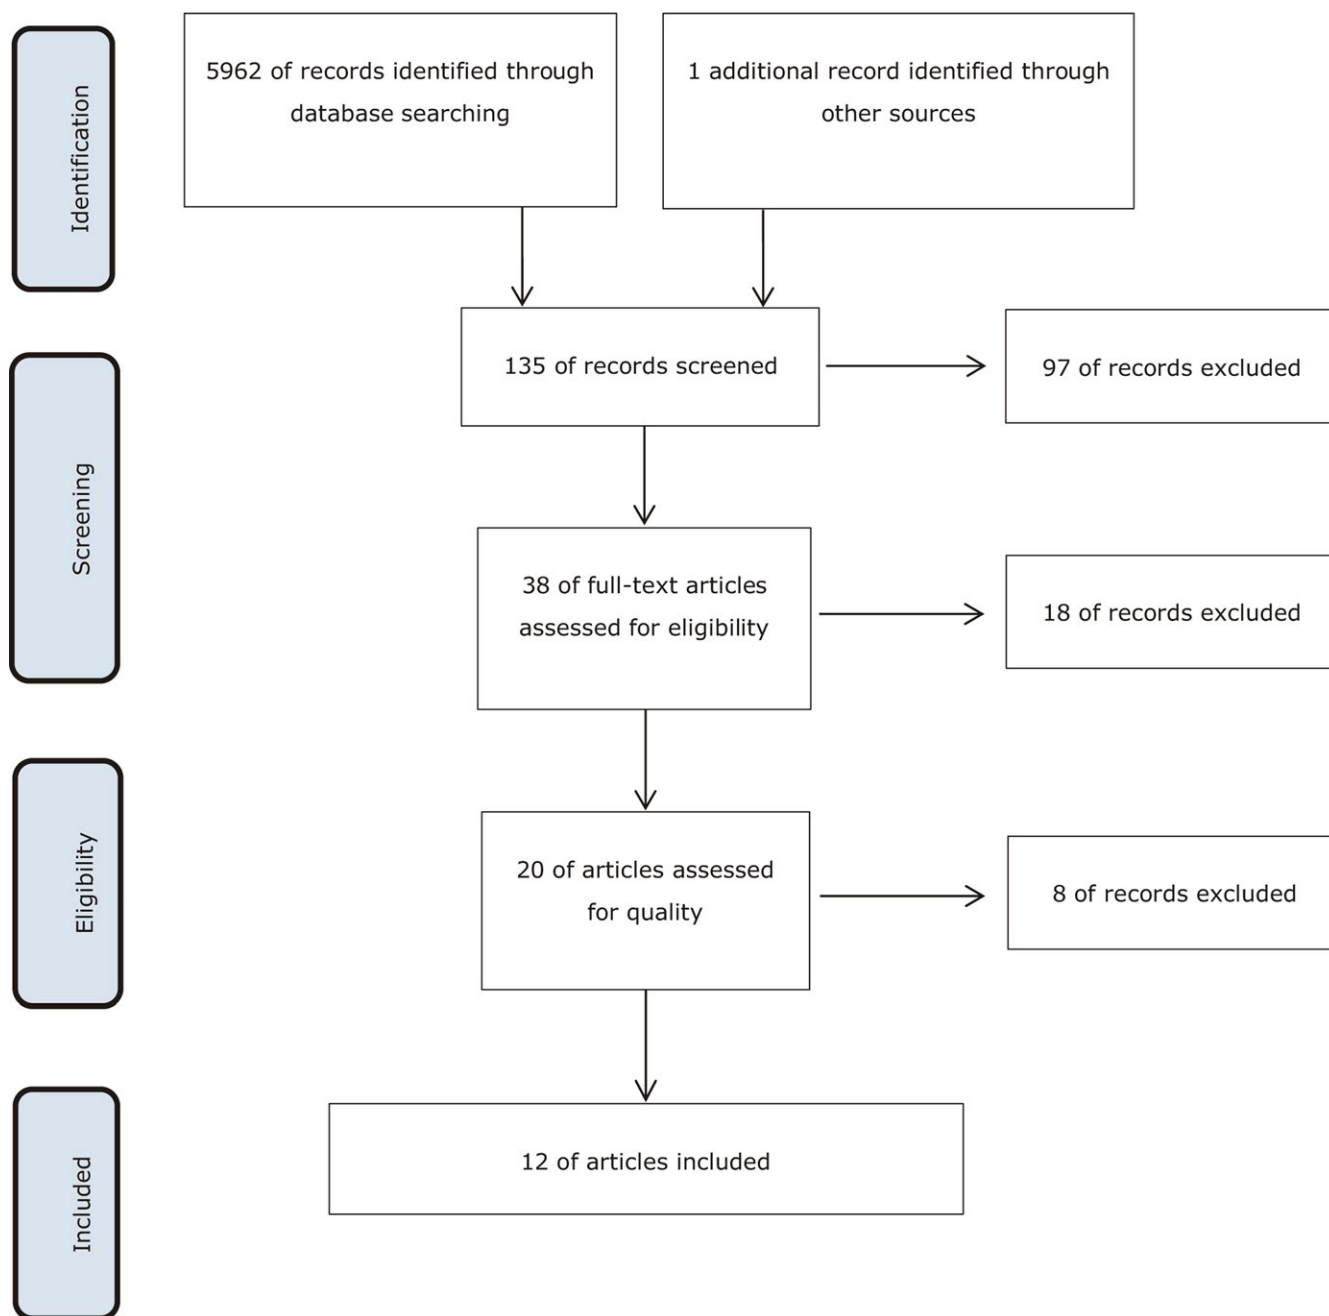 Identification
5962 of records identified through
database searching
1 additional record identified through
other sources
Screening
135 of records screened
97 of records excluded
38 of full-text articles
assessed for eligibility
18 of records excluded
Eligibility
20 of articles assessed
for quality
8 of records excluded
Included
12 of articles included